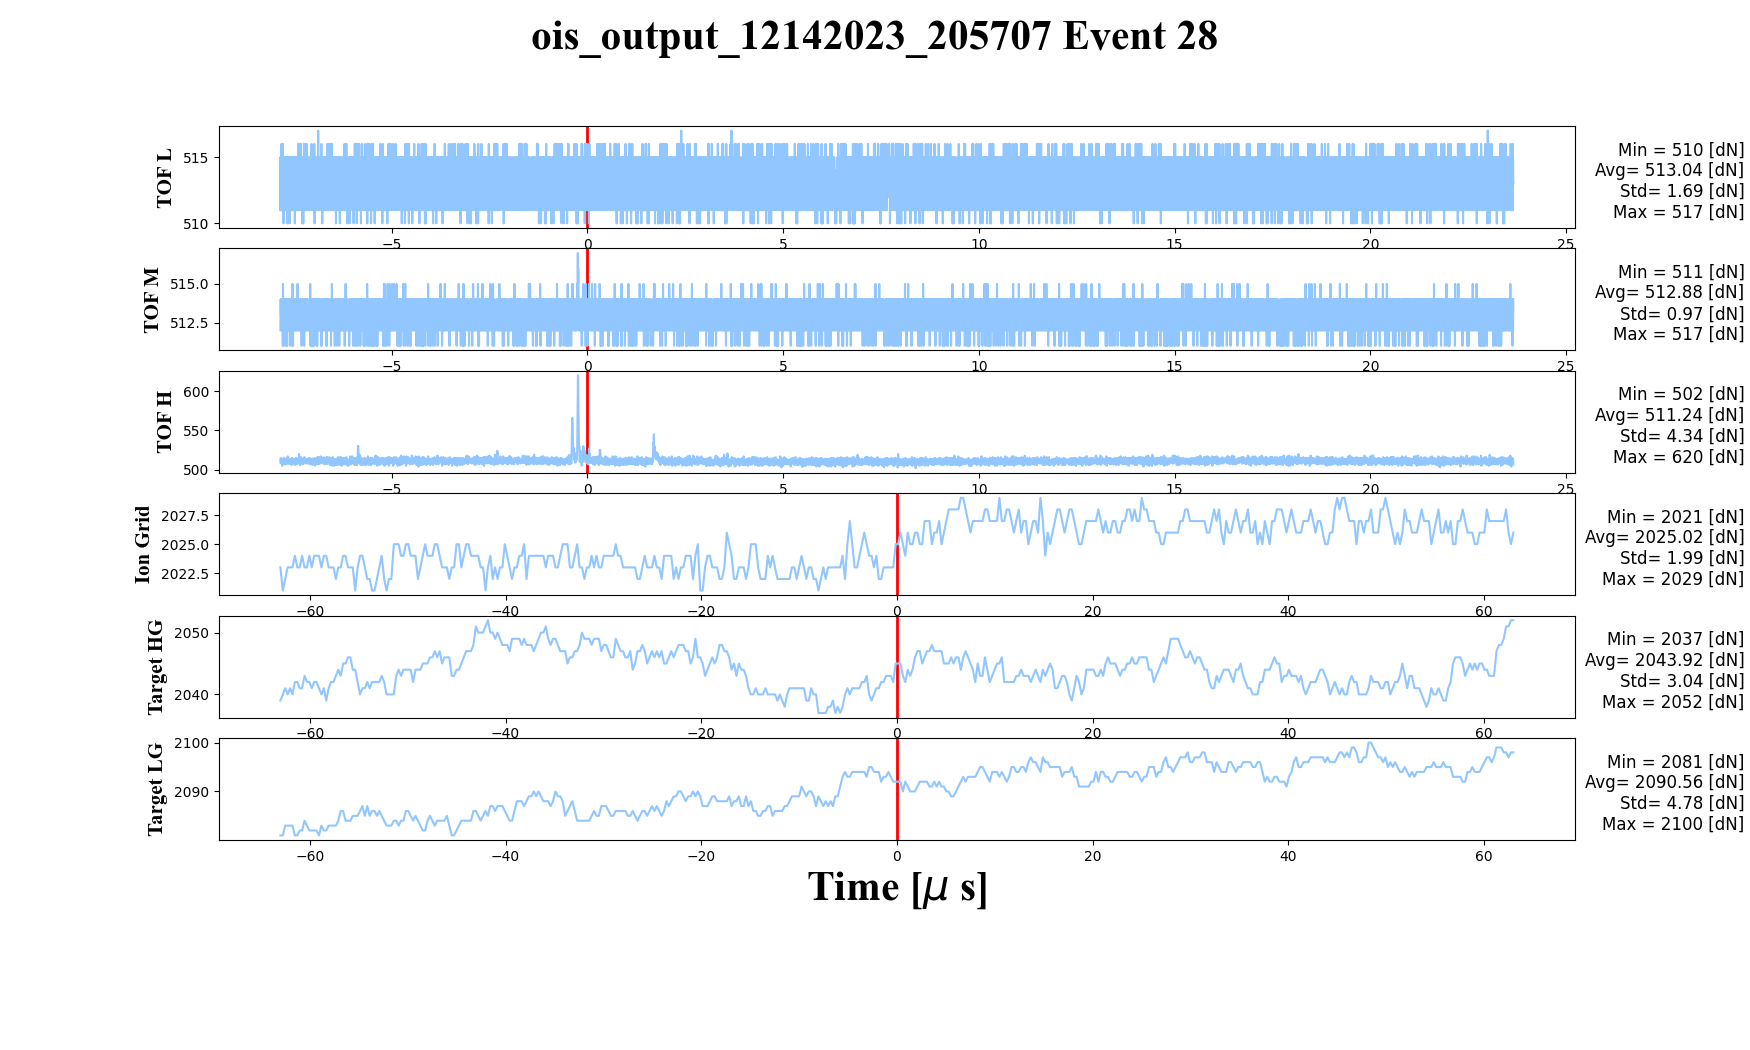 ois_output_12142023_205707 Event 28
TOF L
515
510
−5
0
5
10
15
20
25
Min = 510 [dN]
Avg= 513.04 [dN]
Std= 1.69 [dN]
Max = 517 [dN]
TOF M
515.0
512.5
−5
0
5
10
15
20
25
Min = 511 [dN]
Avg= 512.88 [dN]
Std= 0.97 [dN]
Max = 517 [dN]
TOF H
600
550
500
−5
0
5
10
15
20
25
Min = 502 [dN]
Avg= 511.24 [dN]
Std= 4.34 [dN]
Max = 620 [dN]
Ion Grid
2027.5
2025.0
2022.5
−60
−40
−20
0
20
40
60
Min = 2021 [dN]
Avg= 2025.02 [dN]
Std= 1.99 [dN]
Max = 2029 [dN]
Target HG
2050
2040
−60
−40
−20
0
20
40
60
Min = 2037 [dN]
Avg= 2043.92 [dN]
Std= 3.04 [dN]
Max = 2052 [dN]
Target LG
2100
2090
−60
−40
−20
0
20
40
60
Min = 2081 [dN]
Avg= 2090.56 [dN]
Std= 4.78 [dN]
Max = 2100 [dN]
Time [μ s]